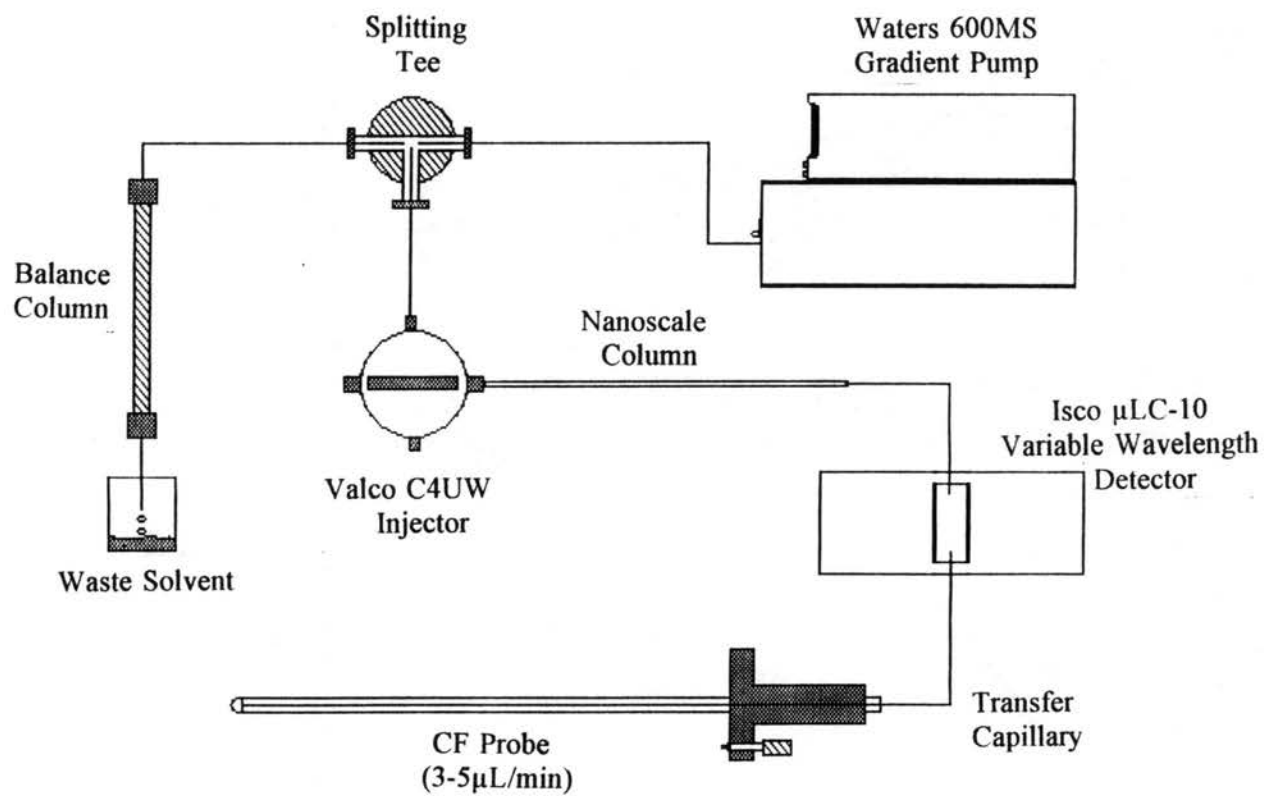 Splitting
Tee
Waters 600MS
Gradient Pump
Balance
Column
Nanoscale
Column
Isco µLC-10
Variable Wavelength
Detector
Valco C4UW
Injector
Waste Solvent
Transfer
Capillary
CF Probe
(3-5µL/min)